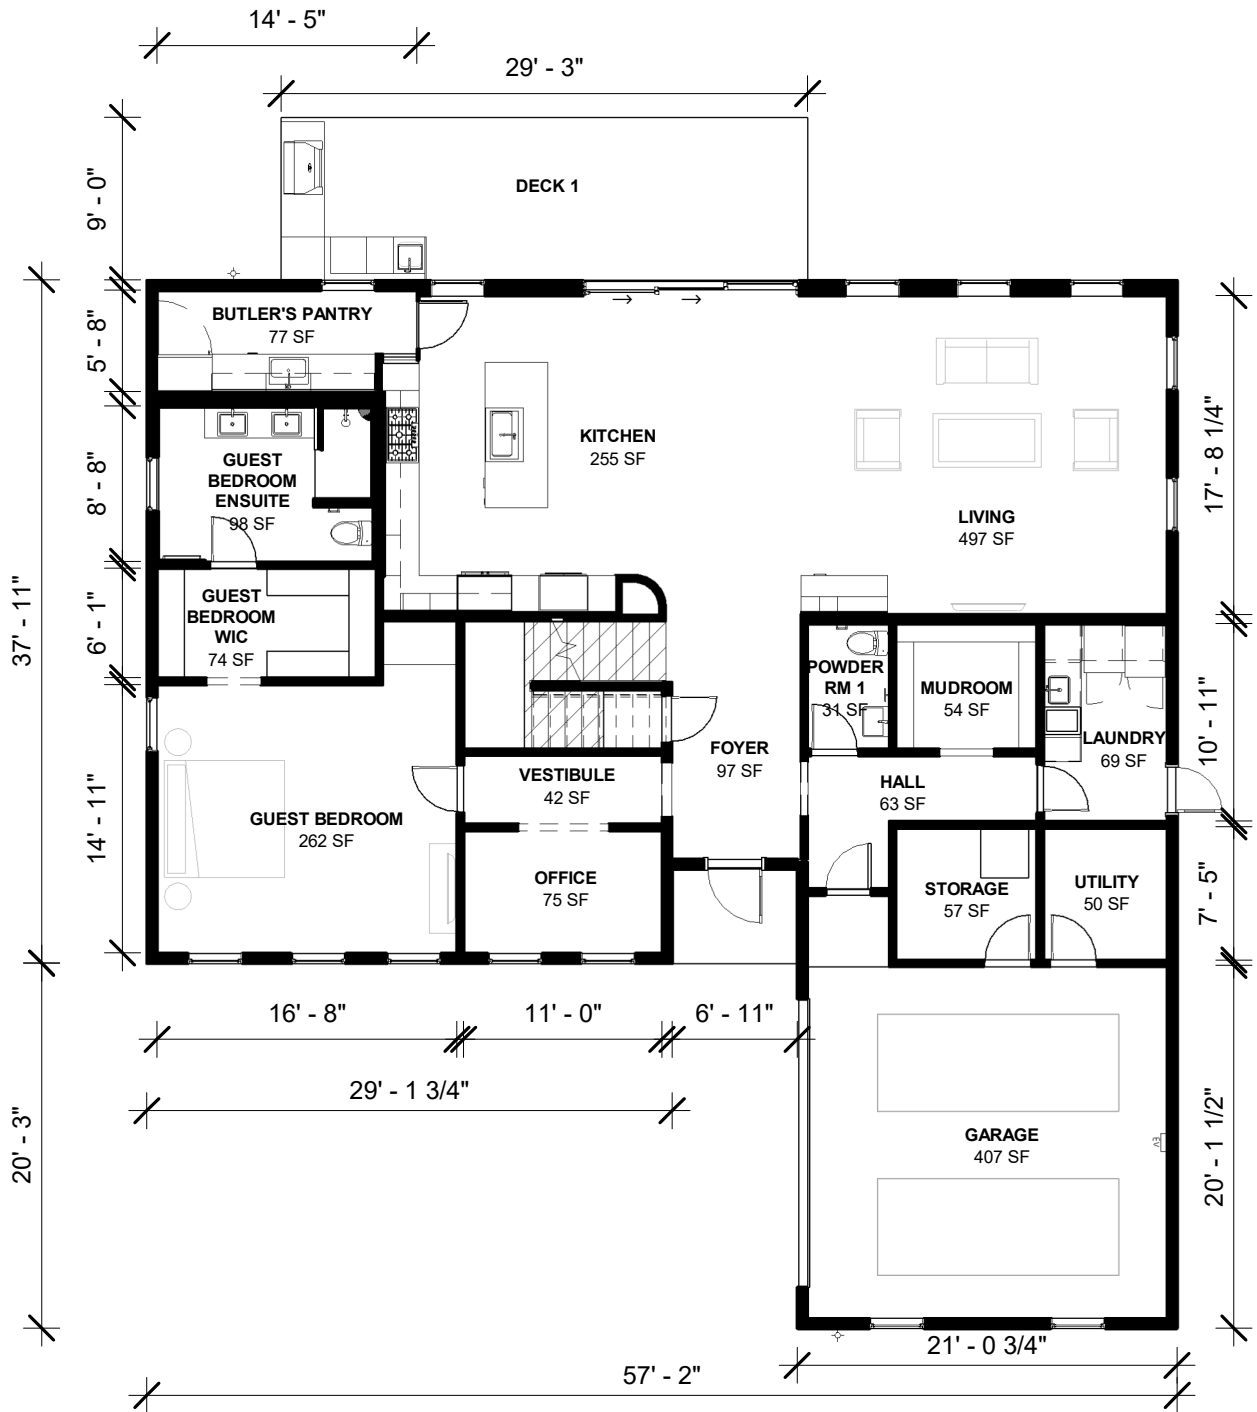 14' - 5"
29' - 3"
9' - 0"
DECK 1
BUTLER'S PANTRY
77 SF
5' - 8"
17' - 8 1/4"
KITCHEN
255 SF
GUEST
BEDROOM
ENSUITE
98 SF
8' - 8"
LIVING
497 SF
37' - 11"
6' - 1"
GUEST
BEDROOM
WIC
74 SF
POWDER
RM 1
31 SF
MUDROOM
54 SF
LAUNDRY
69 SF
10' - 11"
FOYER
97 SF
VESTIBULE
42 SF
HALL
63 SF
14' - 11"
GUEST BEDROOM
262 SF
OFFICE
75 SF
STORAGE
57 SF
UTILITY
50 SF
7' - 5"
16' - 8"
11' - 0"
6' - 11"
29' - 1 3/4"
20' - 3"
GARAGE
407 SF
EV
20' - 1 1/2"
21' - 0 3/4"
57' - 2"